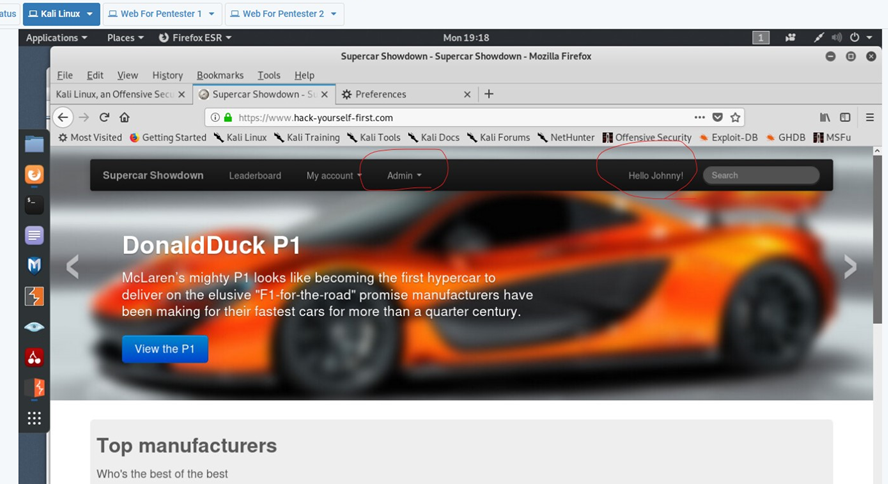 atus Kali Linux Web For Pentester 1 Web For Pentester 2
Applications Places Firefox ESR Mon 19:18 1
Supercar Showdown - Supercar Showdown - Mozilla Firefox
File Edit View History Bookmarks Tools Help
Kali Linux, an Offensive Secu Supercar Showdown - Su Preferences
https://www.hack-yourself-first.com
Most Visited Getting Started Kali Linux Kali Training Kali Tools Kali Docs Kali Forums NetHunter Offensive Security Exploit-DB GHDB MSFu
Supercar Showdown Leaderboard My account Admin Hello Johnny! Search
DonaldDuck P1
McLaren's mighty P1 looks like becoming the first hypercar to
deliver on the elusive "F1-for-the-road" promise manufacturers have
been making for their fastest cars for more than a quarter century.
View the P1
Top manufacturers
Who's the best of the best